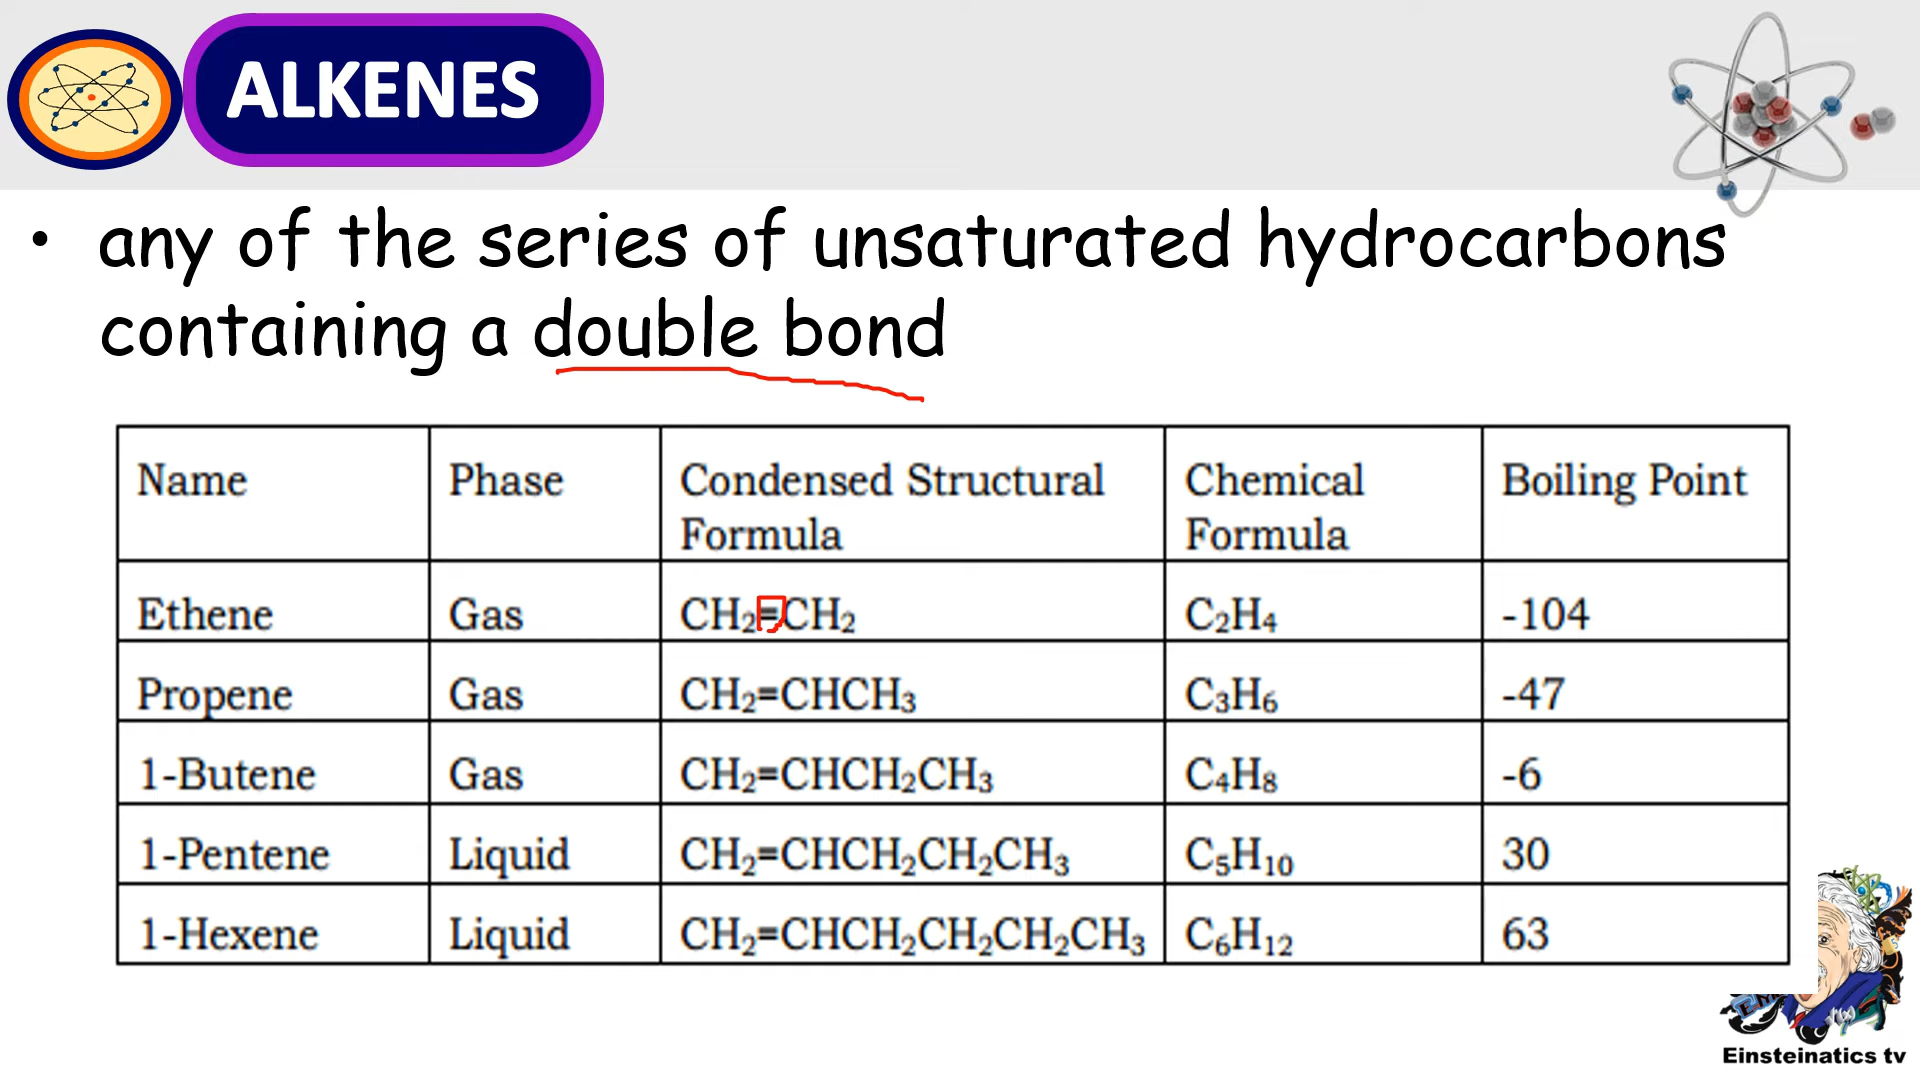 ALKENES
• any of the series of unsaturated hydrocarbons
containing a double bond
Name Phase Condensed Structural Formula Chemical Formula Boiling Point
Ethene Gas CH₂=CH₂ C₂H₄ -104
Propene Gas CH₂=CHCH₃ C₃H₆ -47
1-Butene Gas CH₂=CHCH₂CH₃ C₄H₈ -6
1-Pentene Liquid CH₂=CHCH₂CH₂CH₃ C₅H₁₀ 30
1-Hexene Liquid CH₂=CHCH₂CH₂CH₂CH₃ C₆H₁₂ 63
Einsteinatics tv